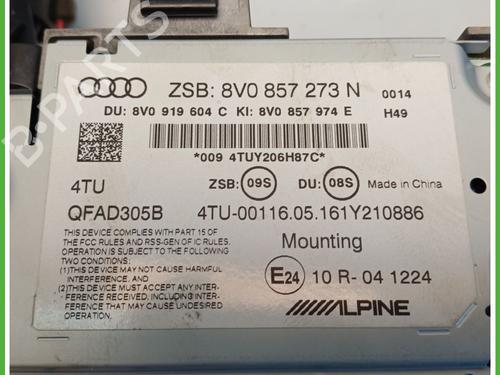 ZSB: 8V0 857 273 N 0014
DU: 8V0 919 604 C KI: 8V0 857 974 E H49
*009 4TUY206H87C*
4TU ZSB: 09S DU: 08S Made in China
QFAD305B 4TU-00116.05.161Y210886
THIS DEVICE COMPLIES WITH PART 15 OF
THE FCC RULES AND RSS-GEN OF IC RULES.
OPERATION IS SUBJECT TO THE FOLLOWING
TWO CONDITIONS:
(1)THIS DEVICE MAY NOT CAUSE HARMFUL
INTERFERENCE, AND
(2)THIS DEVICE MUST ACCEPT ANY INTER-
FERENCE RECEIVED, INCLUDING INTER-
FERENCE THAT MAY CAUSE UNDESIRED
OPERATION.
Mounting
E24 10 R-04 1224
ALPINE